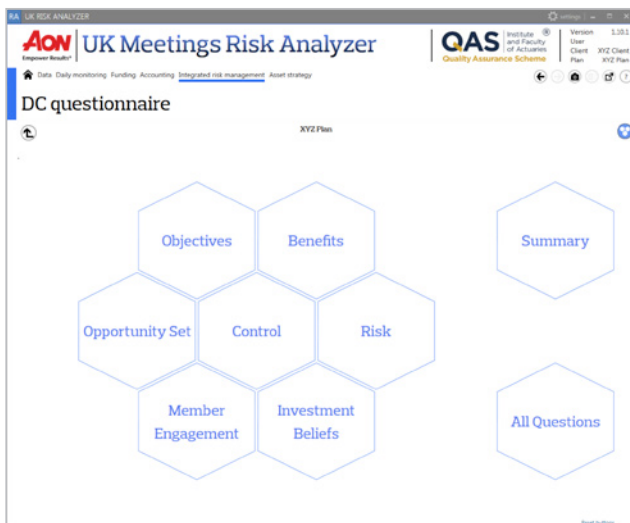 RA UK RISK ANALYZER
settings
AON
Empower Results®
UK Meetings Risk Analyzer
QAS
Institute
and Faculty
of Actuaries
Quality Assurance Scheme
Version 1.10.1
User
Client XYZ Client
Plan XYZ Plan
Data Daily monitoring Funding Accounting Integrated risk management Asset strategy
DC questionnaire
XYZ Plan
Objectives
Benefits
Summary
Opportunity Set
Control
Risk
Member
Engagement
Investment
Beliefs
All Questions